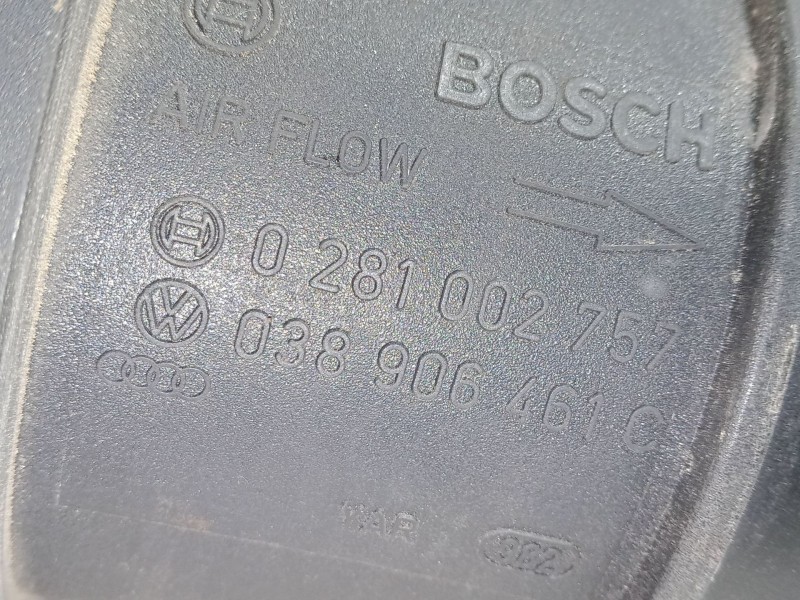 BOSCH
AIR FLOW
0 281 002 757
038 906 461 C